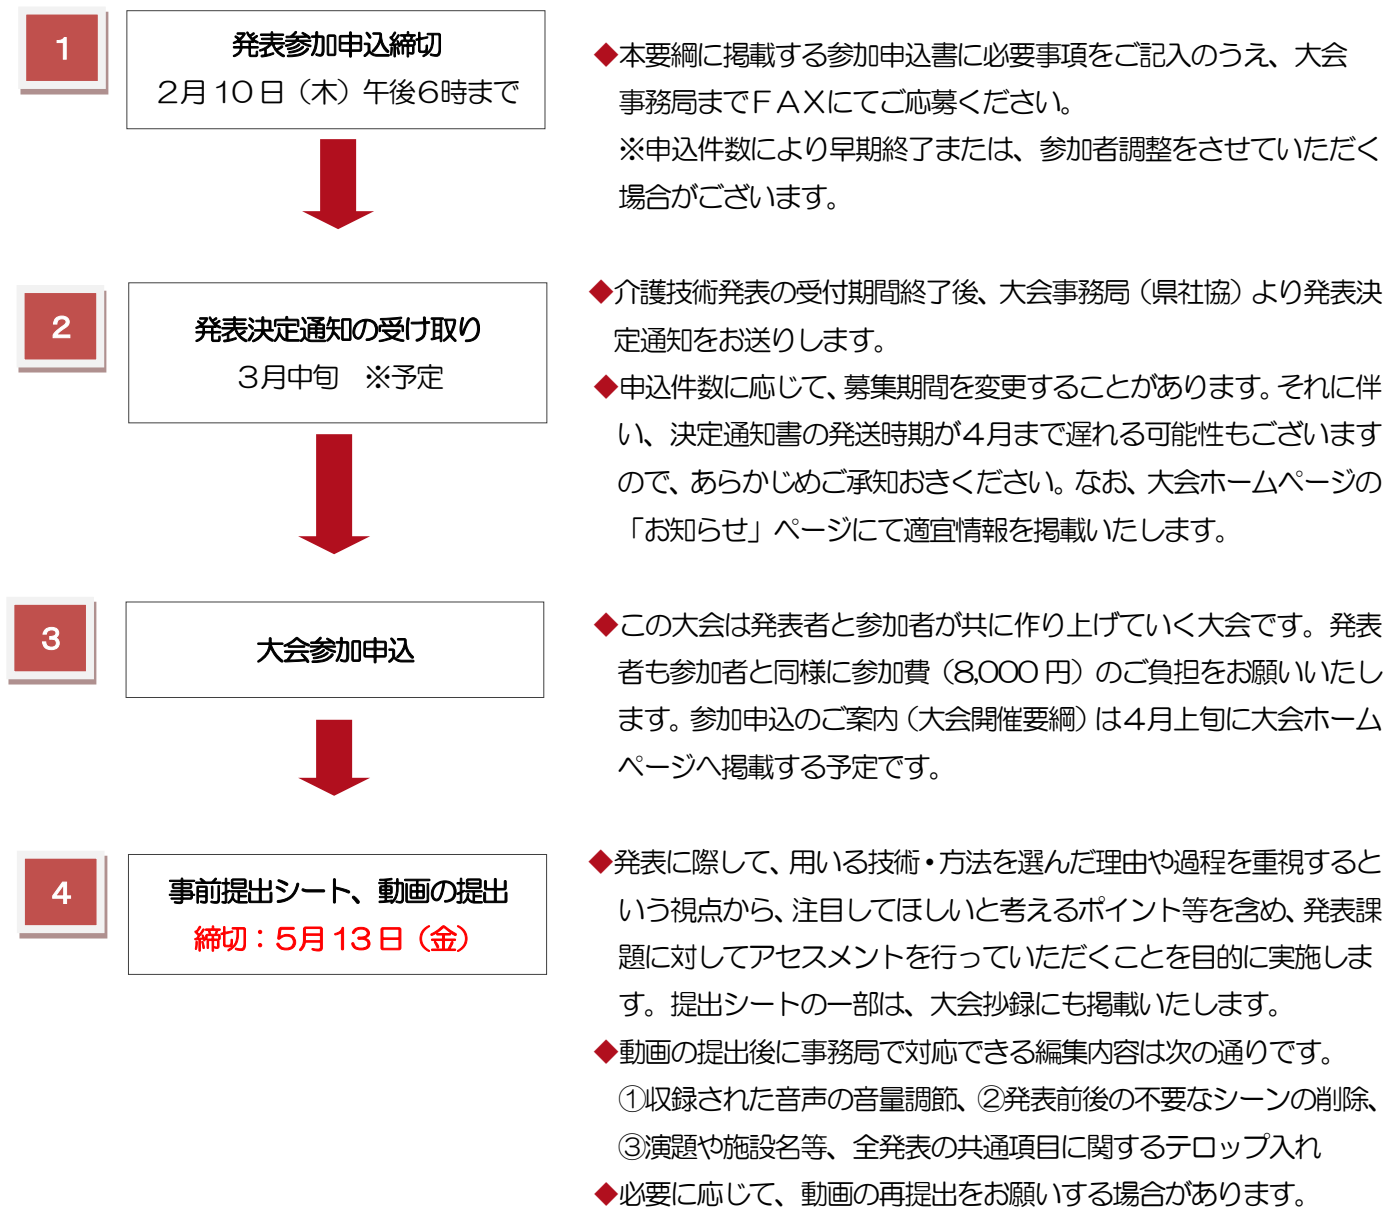 1
発表参加申込締切
2月10日（木）午後6時まで
◆本要綱に掲載する参加申込書に必要事項をご記入のうえ、大会
事務局までＦＡＸにてご応募ください。
※申込件数により早期終了または、参加者調整をさせていただく
場合がございます。
2
発表決定通知の受け取り
3月中旬　※予定
◆介護技術発表の受付期間終了後、大会事務局（県社協）より発表決
定通知をお送りします。
◆申込件数に応じて、募集期間を変更することがあります。それに伴
い、決定通知書の発送時期が４月まで遅れる可能性もございます
ので、あらかじめご承知おきください。なお、大会ホームページの
「お知らせ」ページにて適宜情報を掲載いたします。
3
大会参加申込
◆この大会は発表者と参加者が共に作り上げていく大会です。発表
者も参加者と同様に参加費（8,000円）のご負担をお願いいたし
ます。参加申込のご案内（大会開催要綱）は４月上旬に大会ホーム
ページへ掲載する予定です。
4
事前提出シート、動画の提出
締切：５月13日（金）
◆発表に際して、用いる技術・方法を選んだ理由や過程を重視すると
いう視点から、注目してほしいと考えるポイント等を含め、発表課
題に対してアセスメントを行っていただくことを目的に実施しま
す。提出シートの一部は、大会抄録にも掲載いたします。
◆動画の提出後に事務局で対応できる編集内容は次の通りです。
①収録された音声の音量調節、②発表前後の不要なシーンの削除、
③演題や施設名等、全発表の共通項目に関するテロップ入れ
◆必要に応じて、動画の再提出をお願いする場合があります。